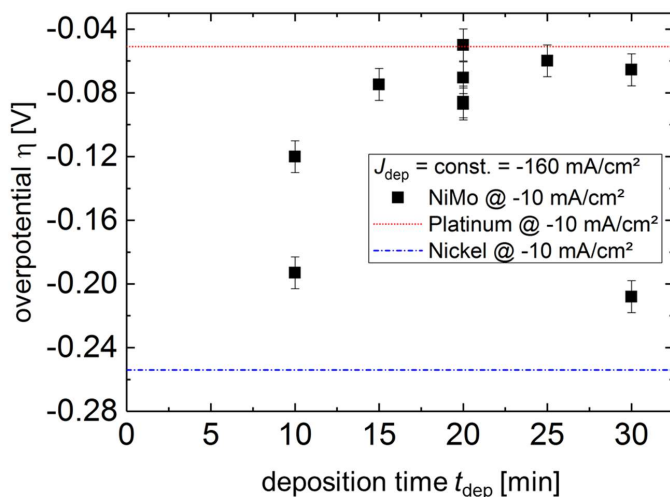 -0.04
-0.08
-0.12
-0.16
-0.20
-0.24
-0.28
overpotential η [V]
J_dep = const. = -160 mA/cm²
NiMo @ -10 mA/cm²
Platinum @ -10 mA/cm²
Nickel @ -10 mA/cm²
0 5 10 15 20 25 30
deposition time t_dep [min]